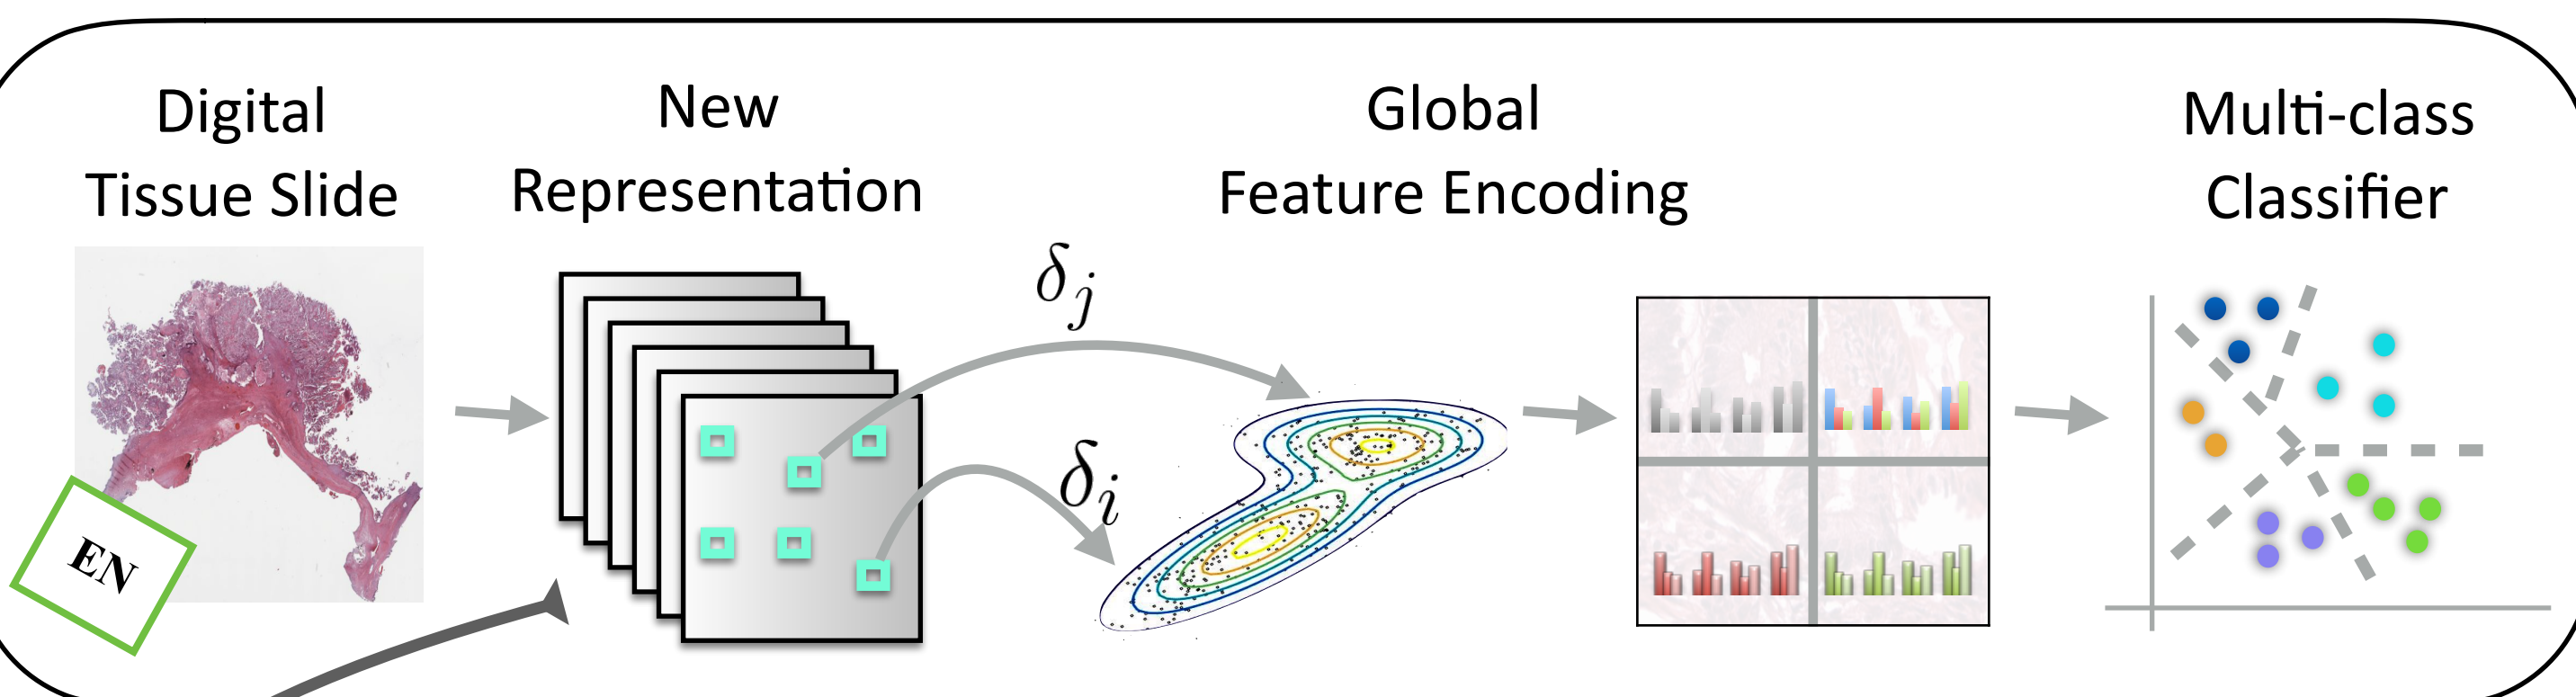 Digital
Tissue Slide
New
Representation
Global
Feature Encoding
Multi-class
Classifier
δj
δi
EN